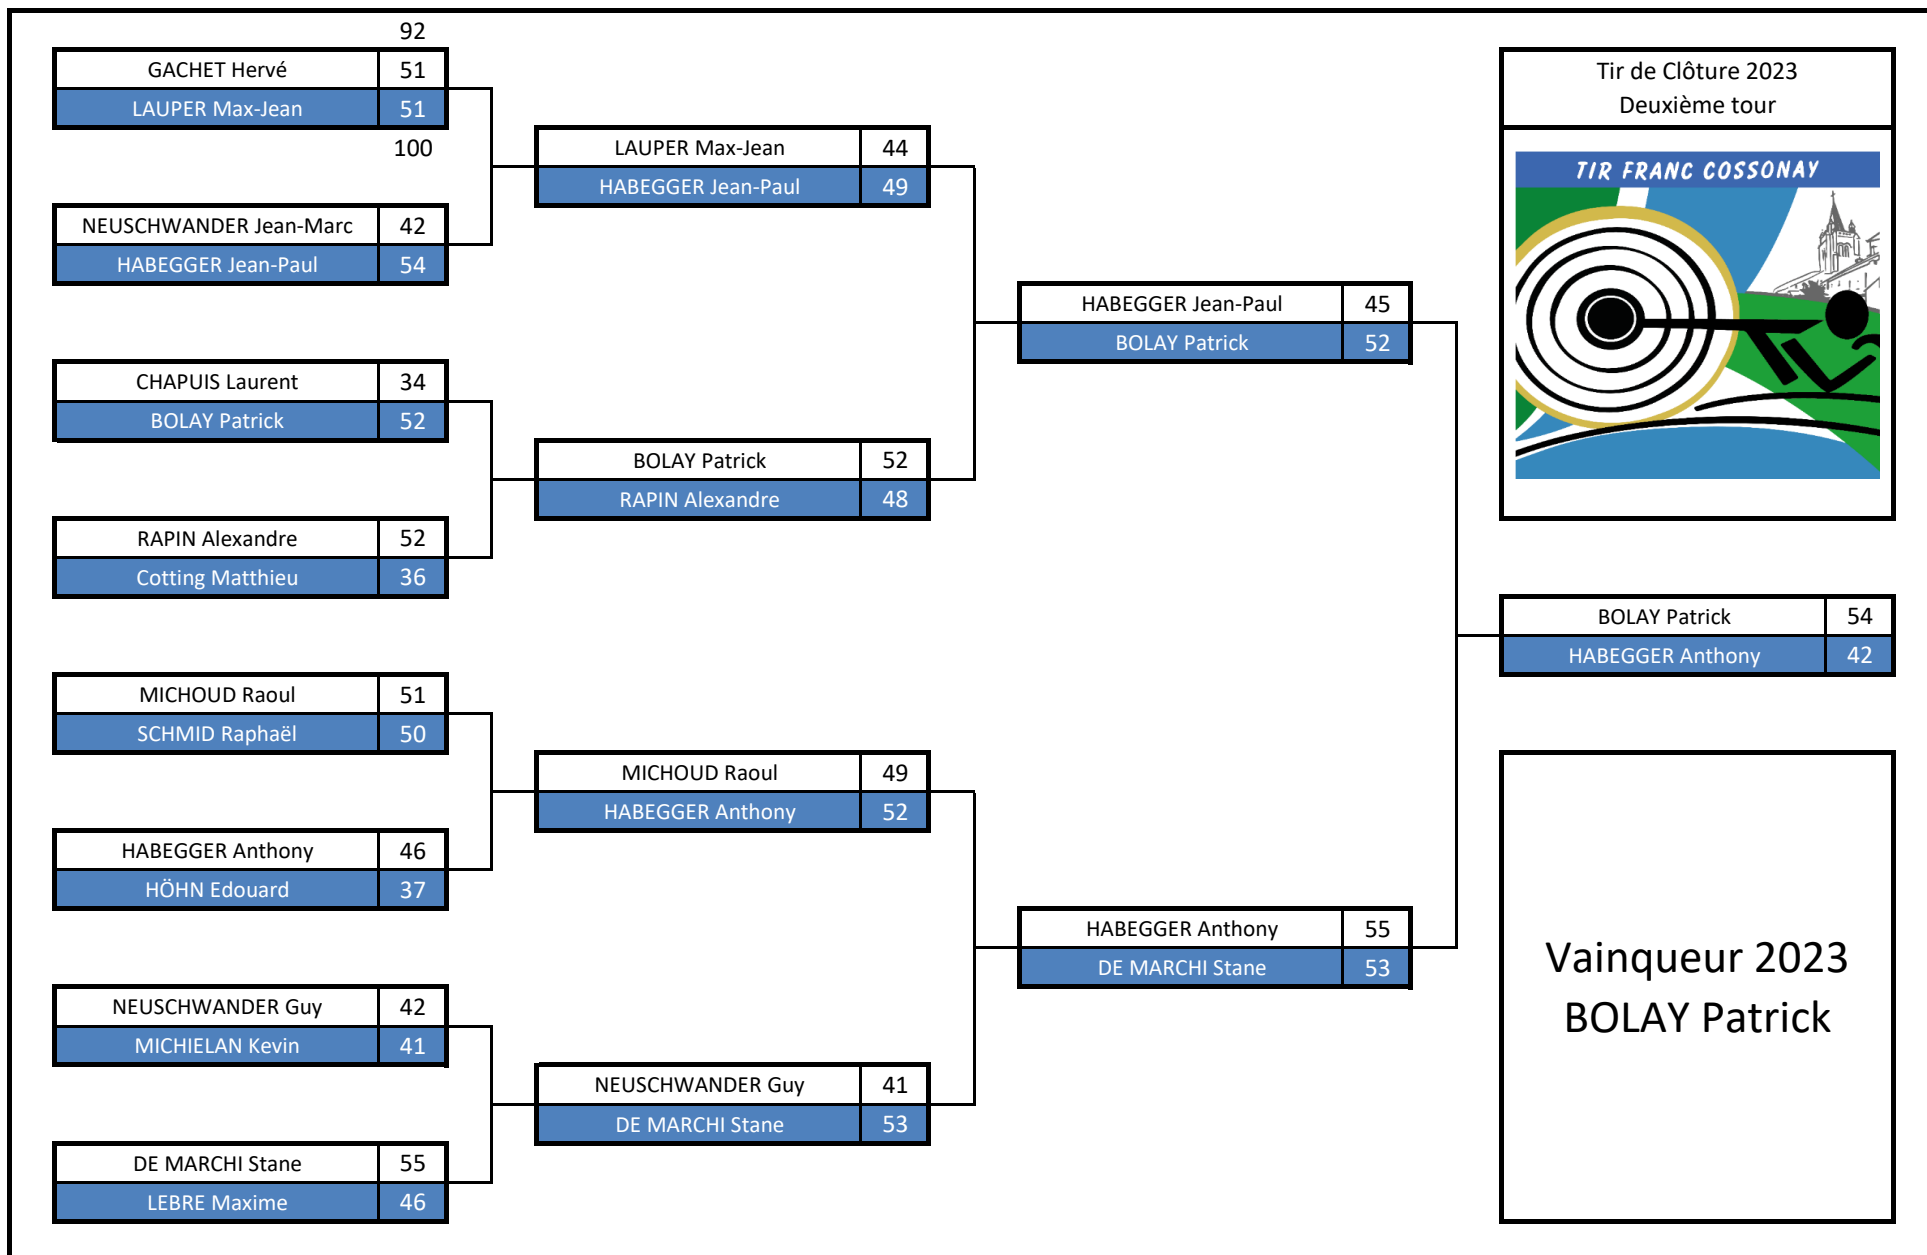 92
GACHET Hervé 51
LAUPER Max-Jean 51
100
NEUSCHWANDER Jean-Marc 42
HABEGGER Jean-Paul 54
CHAPUIS Laurent 34
BOLAY Patrick 52
RAPIN Alexandre 52
Cotting Matthieu 36
MICHOUD Raoul 51
SCHMID Raphaël 50
HABEGGER Anthony 46
HÖHN Edouard 37
NEUSCHWANDER Guy 42
MICHIELAN Kevin 41
DE MARCHI Stane 55
LEBRE Maxime 46
LAUPER Max-Jean 44
HABEGGER Jean-Paul 49
BOLAY Patrick 52
RAPIN Alexandre 48
MICHOUD Raoul 49
HABEGGER Anthony 52
NEUSCHWANDER Guy 41
DE MARCHI Stane 53
HABEGGER Jean-Paul 45
BOLAY Patrick 52
HABEGGER Anthony 55
DE MARCHI Stane 53
Tir de Clôture 2023
Deuxième tour
TIR FRANC COSSONAY
BOLAY Patrick 54
HABEGGER Anthony 42
Vainqueur 2023
BOLAY Patrick